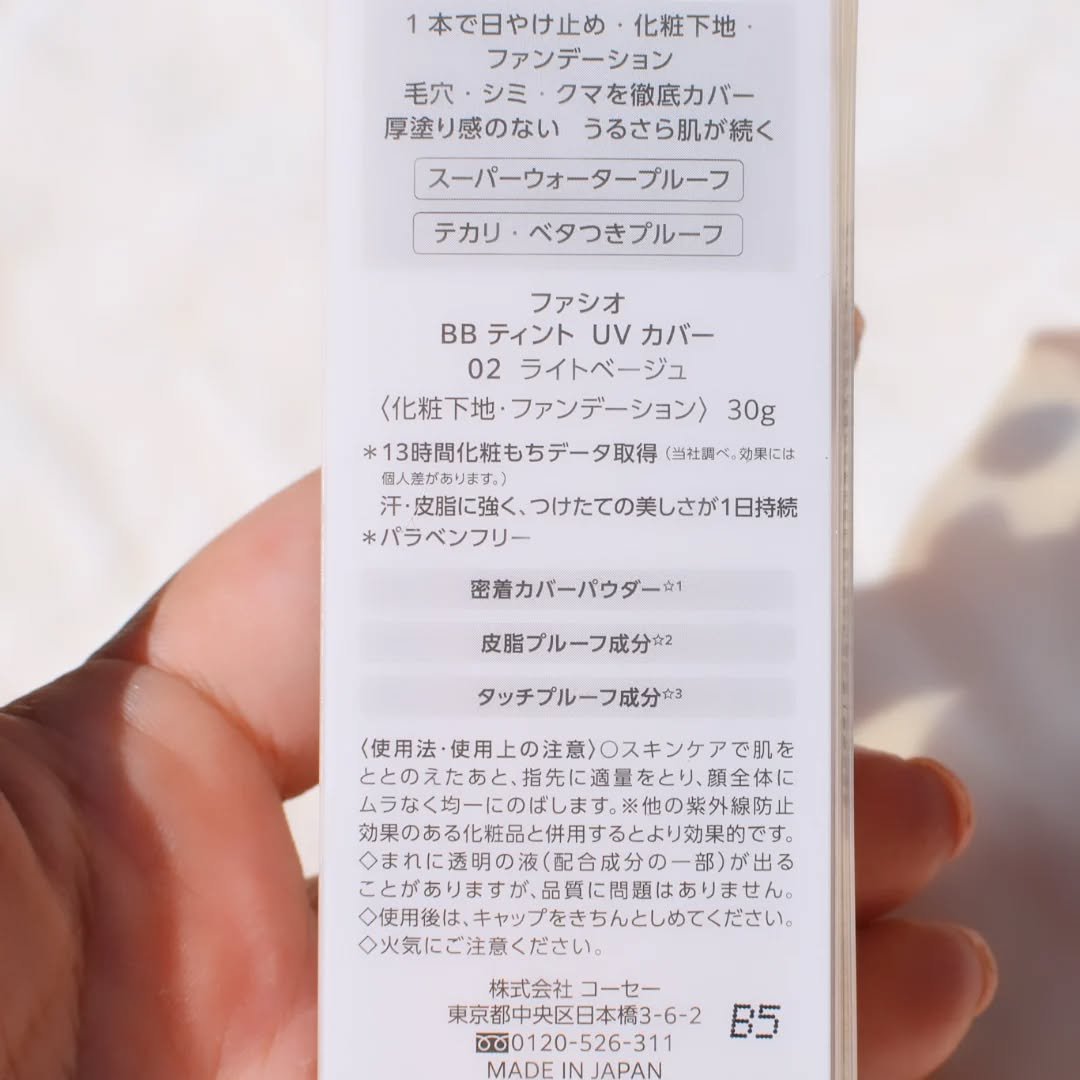 1本で日やけ止め・化粧下地・
ファンデーション
毛穴・シミ・クマを徹底カバー
厚塗り感のない うるさら肌が続く
スーパーウォータープルーフ
テカリ・ベタつきプルーフ
ファシオ
BB ティント UV カバー
02 ライトベージュ
〈化粧下地・ファンデーション〉 30g
＊13時間化粧もちデータ取得（当社調べ。効果には
個人差があります。）
汗・皮脂に強く、つけたての美しさが1日持続
＊パラベンフリー
密着カバーパウダー☆1
皮脂プルーフ成分☆2
タッチプルーフ成分☆3
〈使用法・使用上の注意〉○スキンケアで肌を
ととのえたあと、指先に適量をとり、顔全体に
ムラなく均一にのばします。※他の紫外線防止
効果のある化粧品と併用するとより効果的です。
◇まれに透明の液（配合成分の一部）が出る
ことがありますが、品質に問題はありません。
◇使用後は、キャップをきちんとしめてください。
◇火気にご注意ください。
株式会社 コーセー
東京都中央区日本橋3-6-2
0120-526-311
MADE IN JAPAN
B5